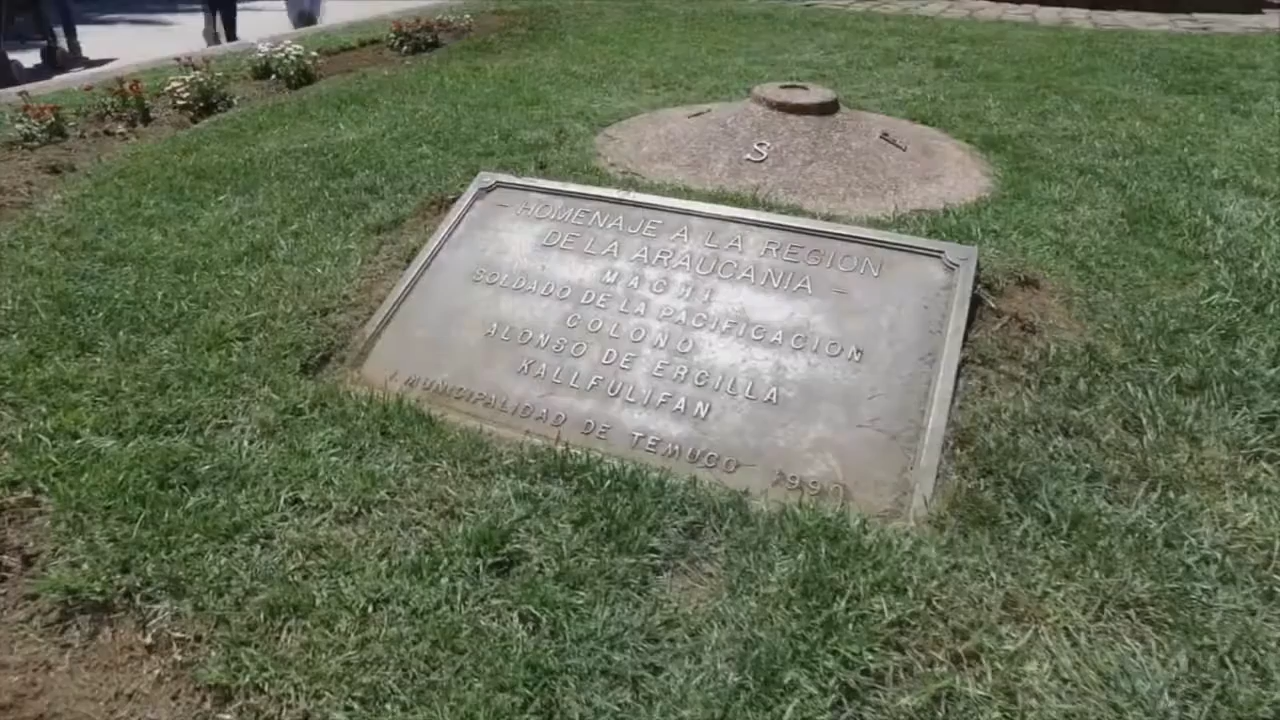 S
- HOMENAJE A LA REGION
DE LA ARAUCANIA -
MACHI
SOLDADO DE LA PACIFICACION
COLONO
ALONSO DE ERCILLA
KALLFULIFAN
I. MUNICIPALIDAD DE TEMUCO 1990